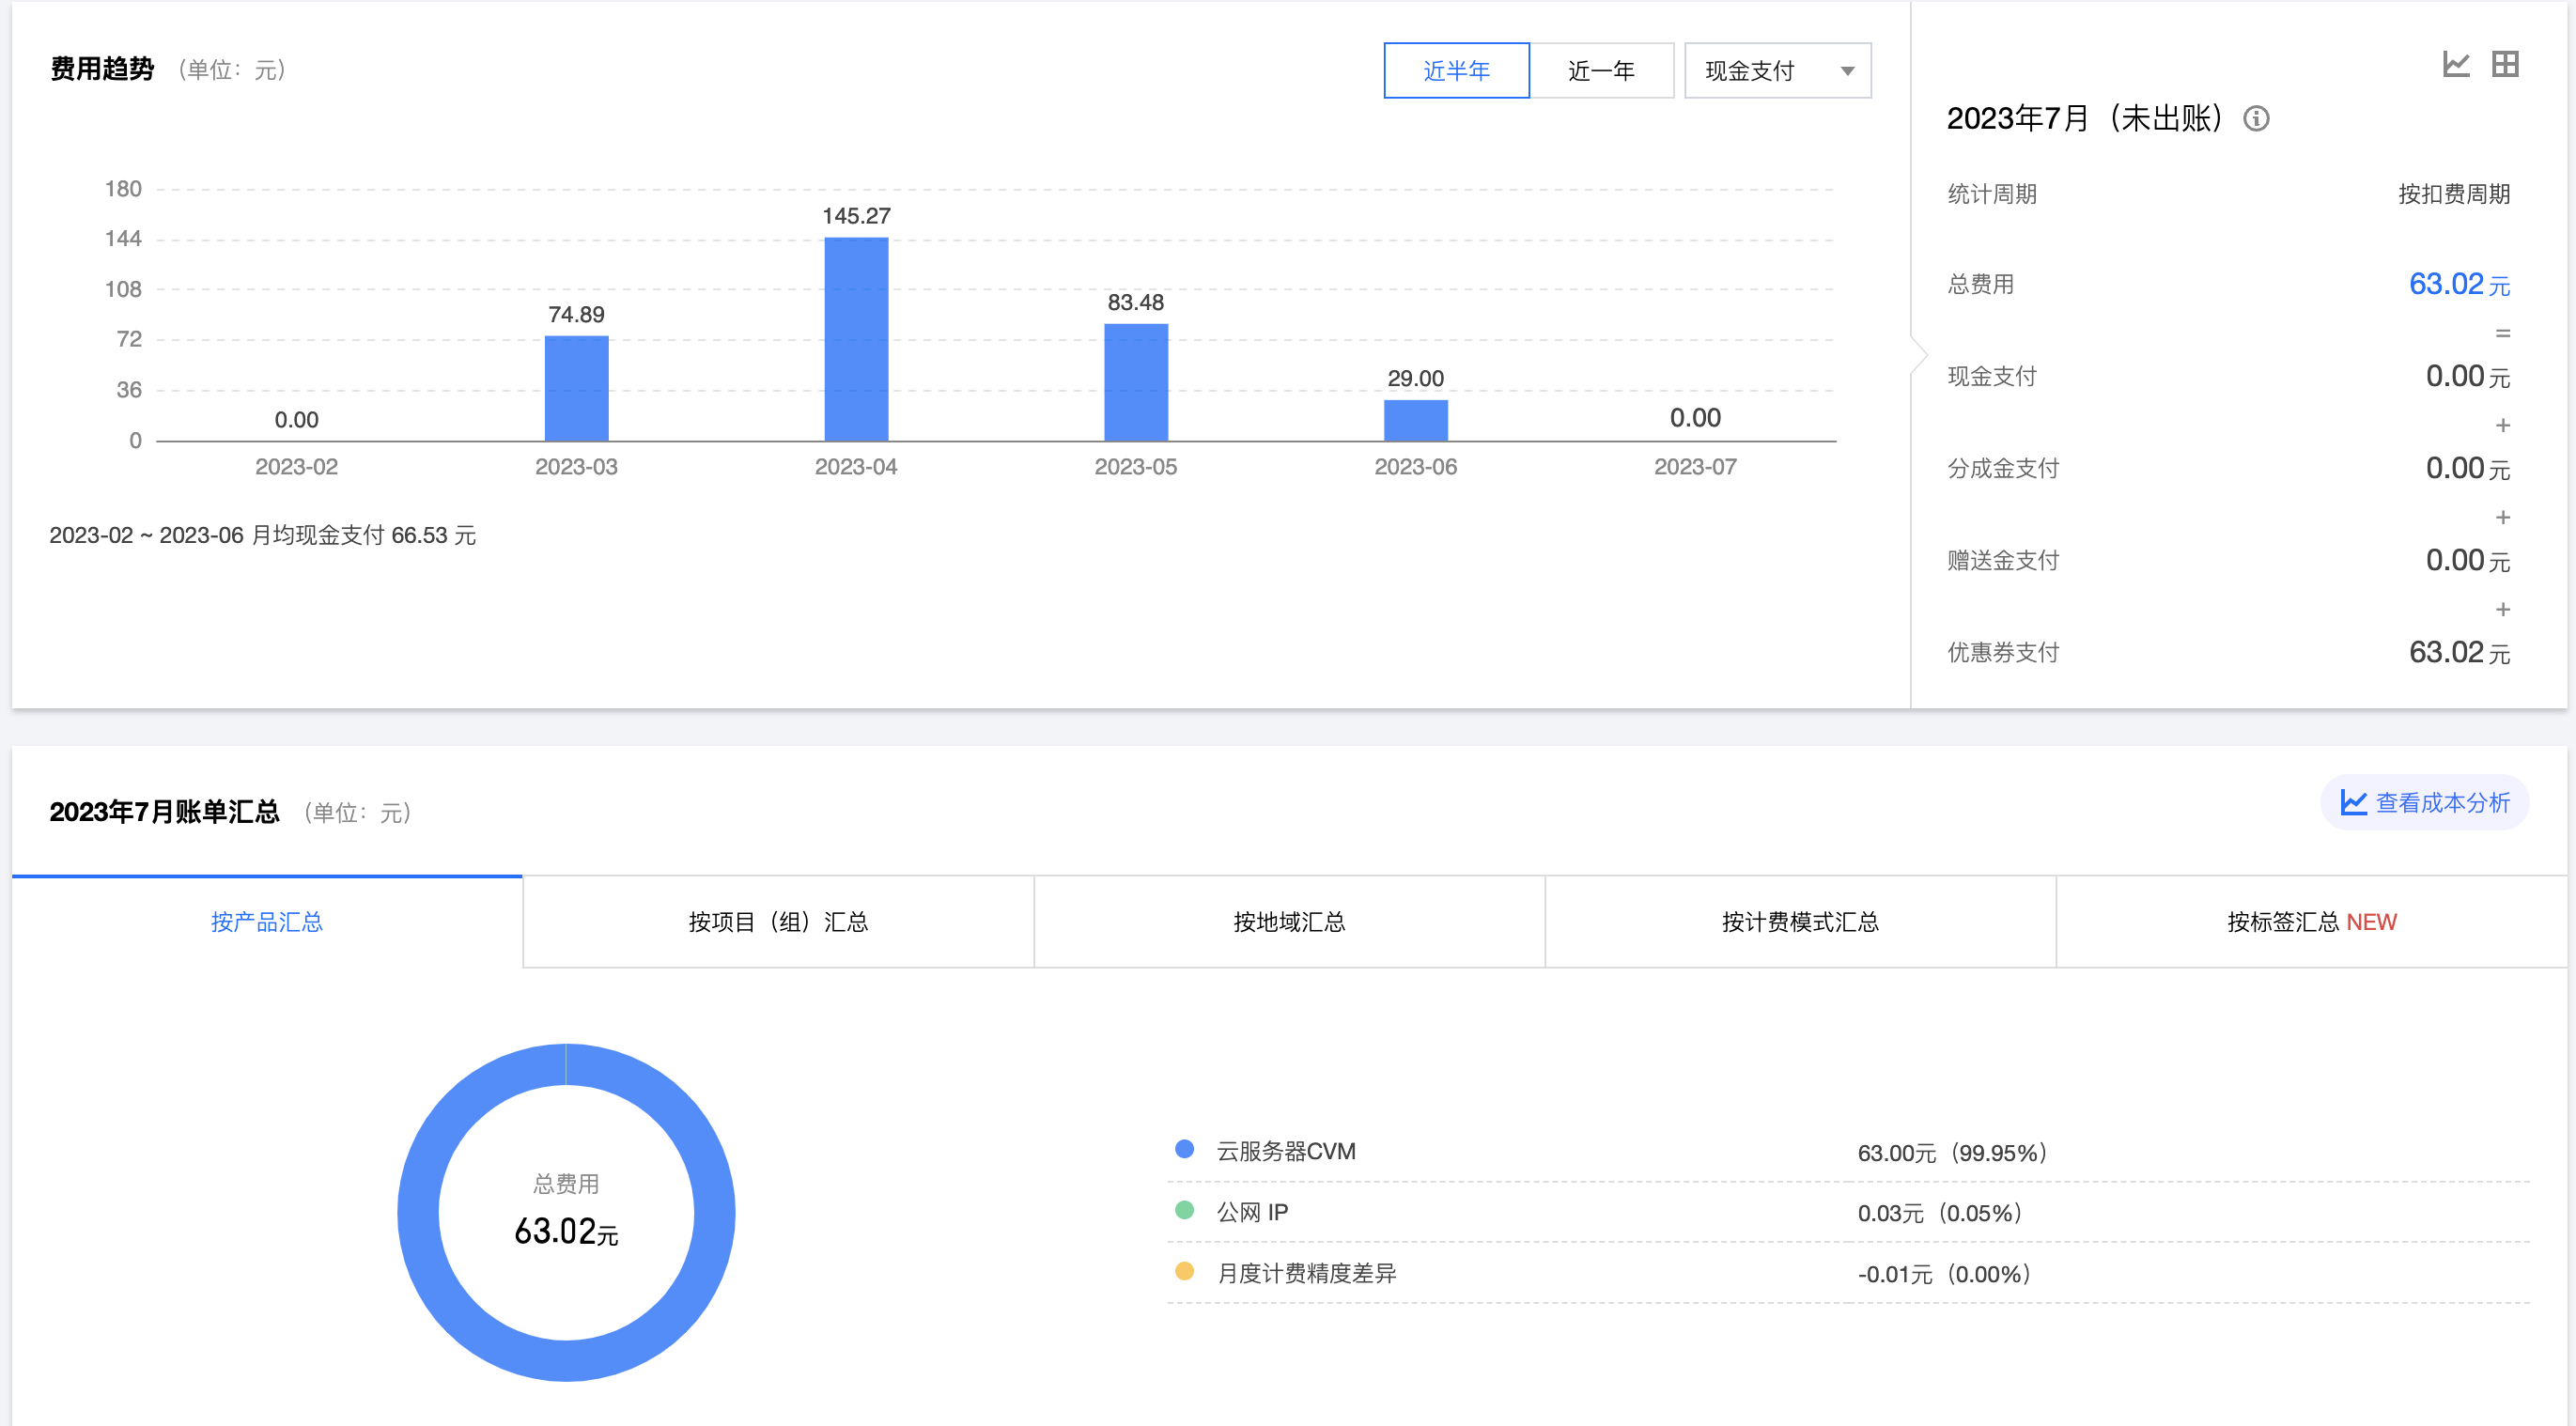 费用趋势 （单位：元）
近半年 近一年 现金支付
180
144
108
72
36
0
0.00 74.89 145.27 83.48 29.00 0.00
2023-02 2023-03 2023-04 2023-05 2023-06 2023-07
2023-02 ~ 2023-06 月均现金支付 66.53 元
2023年7月（未出账）
统计周期 按扣费周期
总费用 63.02 元
=
现金支付 0.00 元
+
分成金支付 0.00 元
+
赠送金支付 0.00 元
+
优惠券支付 63.02 元
2023年7月账单汇总 （单位：元）
查看成本分析
按产品汇总 按项目（组）汇总 按地域汇总 按计费模式汇总 按标签汇总 NEW
总费用
63.02元
云服务器CVM 63.00元（99.95%）
公网 IP 0.03元（0.05%）
月度计费精度差异 -0.01元（0.00%）